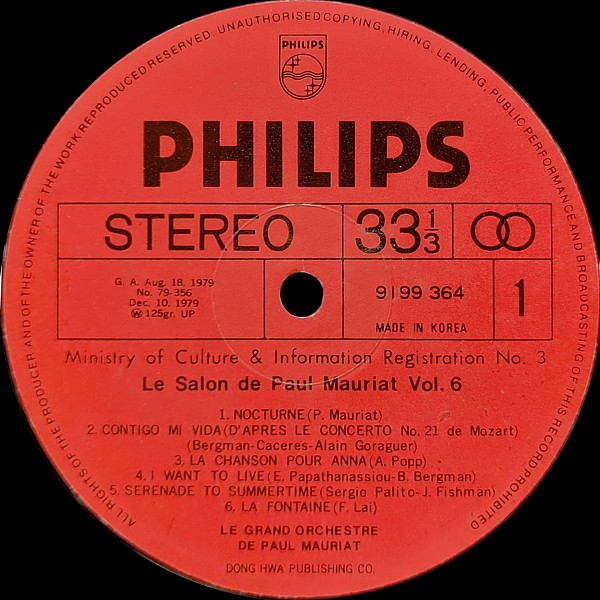 ALL RIGHTS OF THE PRODUCER AND OF THE OWNER OF THE WORK REPRODUCED RESERVED. UNAUTHORISED COPYING, HIRING, LENDING, PUBLIC PERFORMANCE AND BROADCASTING OF THIS RECORD PROHIBITED
PHILIPS
PHILIPS
STEREO 33⅓
G. A. Aug. 18, 1979
No. 79-356
Dec. 10, 1979
Ⓦ 125gr. UP
9199 364 1
MADE IN KOREA
Ministry of Culture & Information Registration No. 3
Le Salon de Paul Mauriat Vol. 6
1. NOCTURNE (P. Mauriat)
2. CONTIGO MI VIDA (D'APRES LE CONCERTO No. 21 de Mozart)
(Bergman-Caceres-Alain Goraguer)
3. LA CHANSON POUR ANNA (A. Popp)
4. I WANT TO LIVE (E. Papathanassiou-B. Bergman)
5. SERENADE TO SUMMERTIME (Sergio Palito-J. Fishman)
6. LA FONTAINE (F. Lai)
LE GRAND ORCHESTRE
DE PAUL MAURIAT
DONG HWA PUBLISHING CO.